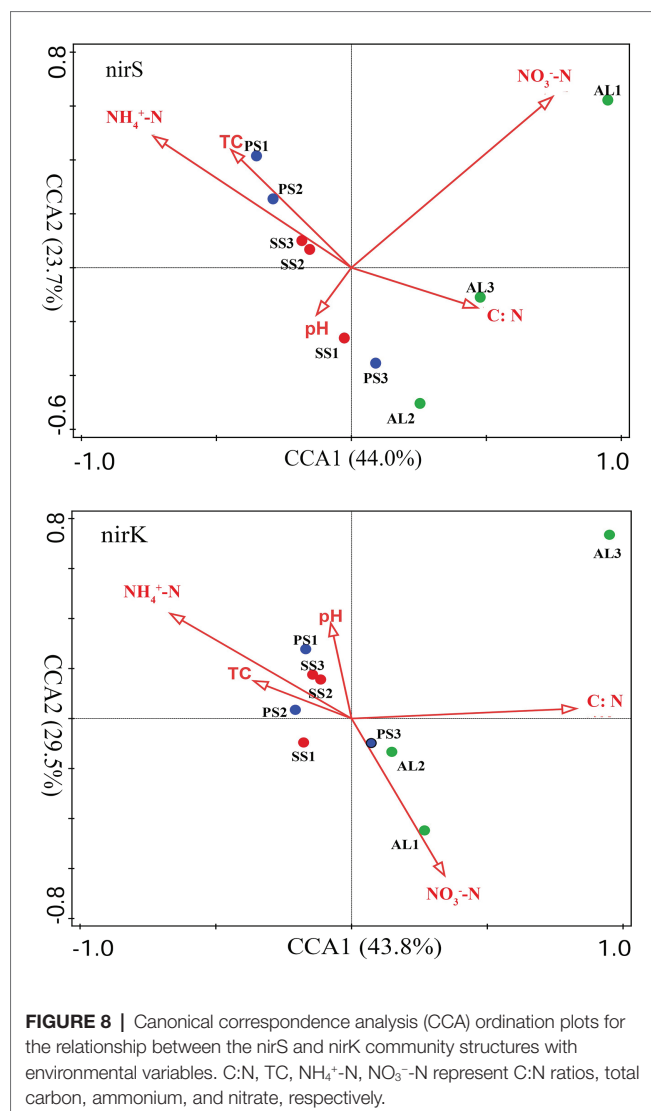 nirS
8.0
NO₃⁻-N
AL1
NH₄⁺-N
TC
PS1
PS2
SS3
SS2
CCA2 (23.7%)
AL3
C: N
pH
SS1
PS3
AL2
-0.6
-1.0
CCA1 (44.0%)
1.0
nirK
0.8
AL3
NH₄⁺-N
pH
PS1
SS3
TC
SS2
C: N
PS2
CCA2 (29.5%)
PS3
SS1
AL2
AL1
NO₃⁻-N
-0.8
-1.0
CCA1 (43.8%)
1.0
FIGURE 8 | Canonical correspondence analysis (CCA) ordination plots for
the relationship between the nirS and nirK community structures with
environmental variables. C:N, TC, NH₄⁺-N, NO₃⁻-N represent C:N ratios, total
carbon, ammonium, and nitrate, respectively.